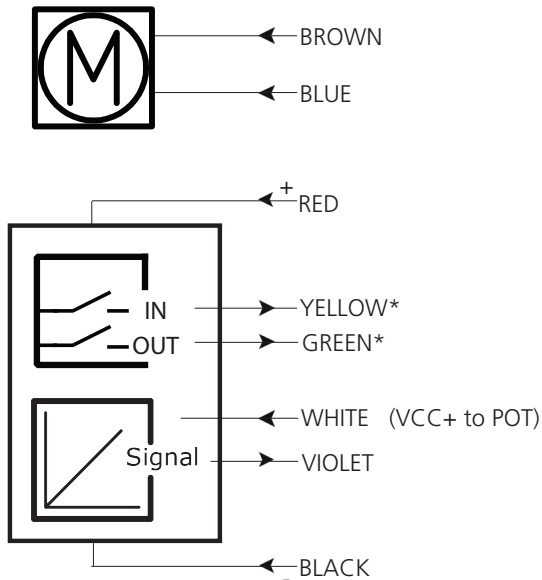 M
BROWN
BLUE
+
RED
IN
YELLOW*
OUT
GREEN*
WHITE (VCC+ to POT)
Signal
VIOLET
BLACK